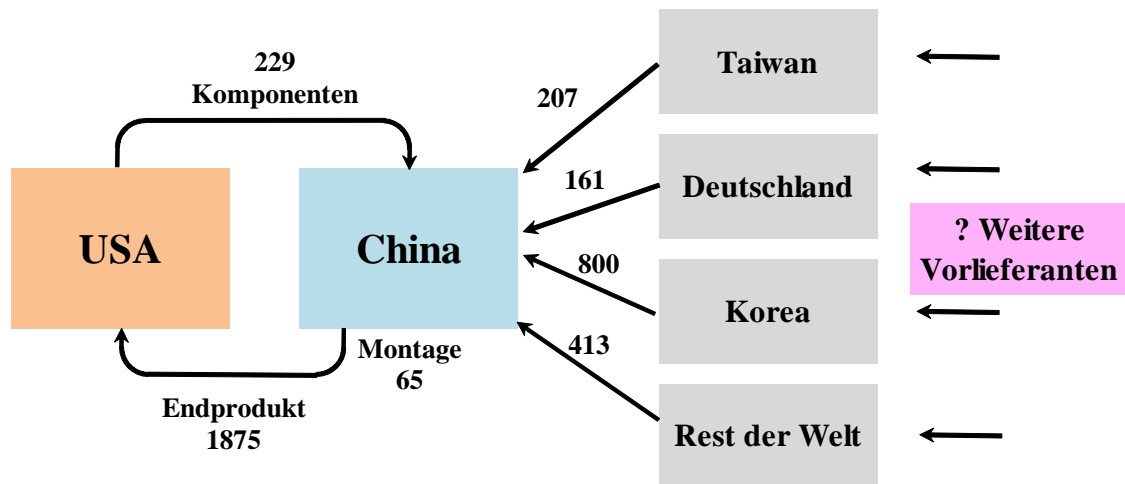 229
Komponenten
USA
China
Montage
65
Endprodukt
1875
207
161
800
413
Taiwan
Deutschland
Korea
Rest der Welt
? Weitere
Vorlieferanten